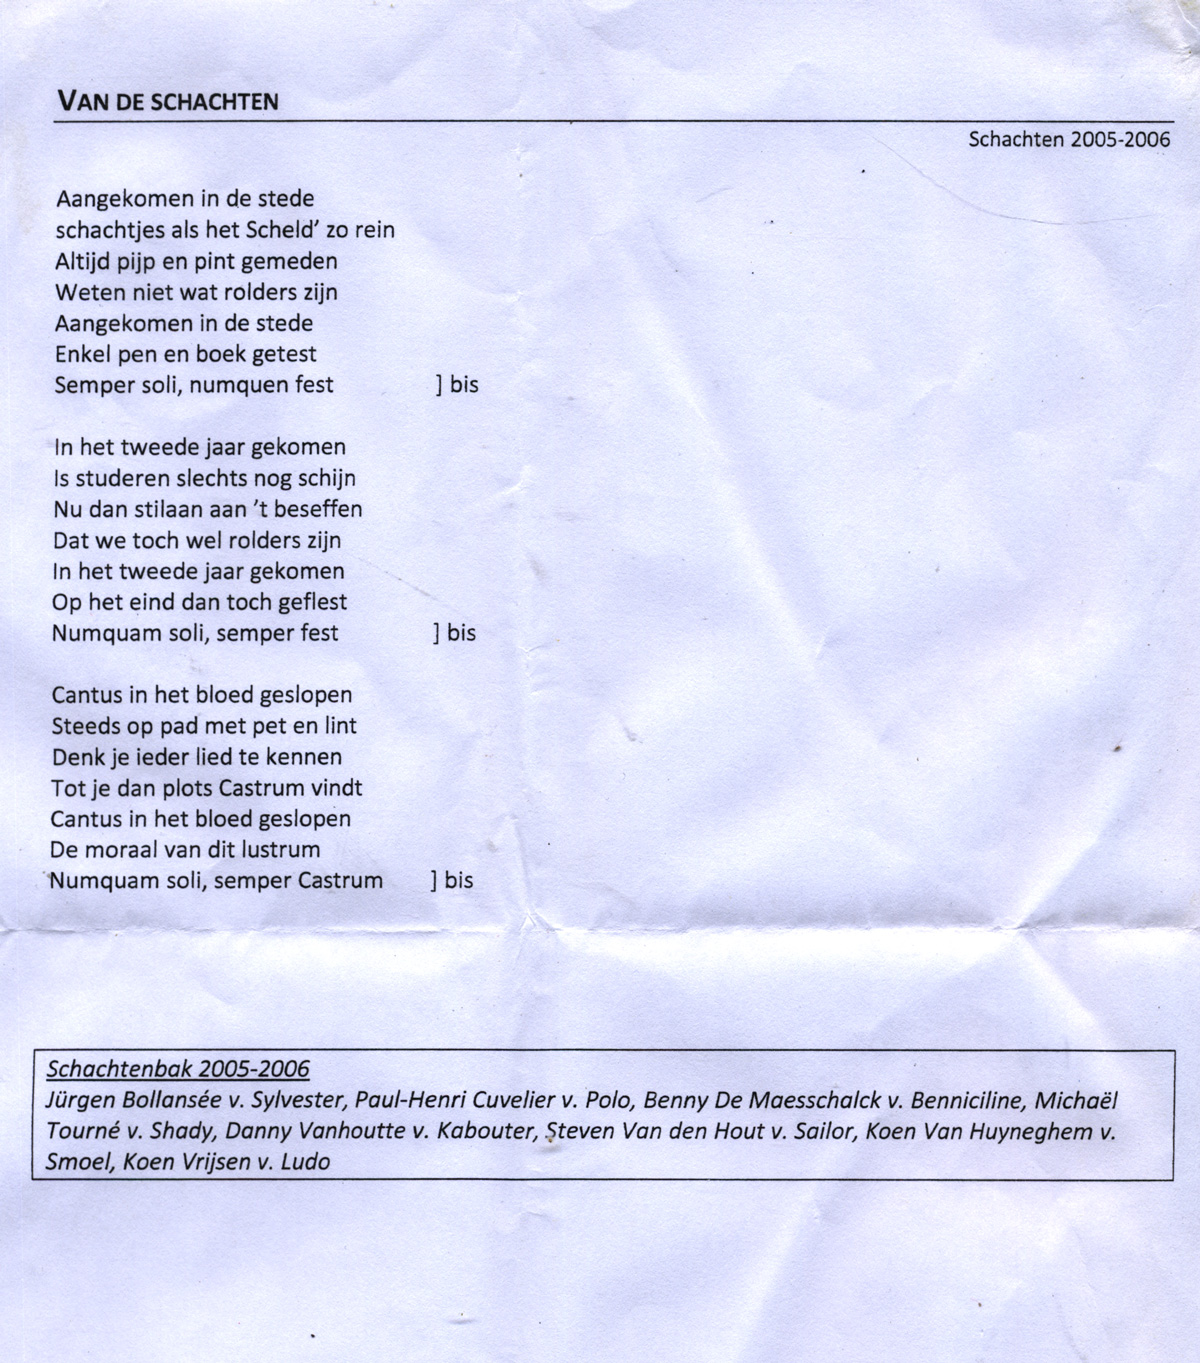 VAN DE SCHACHTEN
Schachten 2005-2006
Aangekomen in de stede
schachtjes als het Scheld’ zo rein
Altijd pijp en pint gemeden
Weten niet wat rolders zijn
Aangekomen in de stede
Enkel pen en boek getest
Semper soli, numquen fest ] bis
In het tweede jaar gekomen
Is studeren slechts nog schijn
Nu dan stilaan aan ’t beseffen
Dat we toch wel rolders zijn
In het tweede jaar gekomen
Op het eind dan toch geflest
Numquam soli, semper fest ] bis
Cantus in het bloed geslopen
Steeds op pad met pet en lint
Denk je ieder lied te kennen
Tot je dan plots Castrum vindt
Cantus in het bloed geslopen
De moraal van dit lustrum
Numquam soli, semper Castrum ] bis
Schachtenbak 2005-2006
Jürgen Bollansée v. Sylvester, Paul-Henri Cuvelier v. Polo, Benny De Maesschalck v. Benniciline, Michaël
Tourné v. Shady, Danny Vanhoutte v. Kabouter, Steven Van den Hout v. Sailor, Koen Van Huyneghem v.
Smoel, Koen Vrijsen v. Ludo